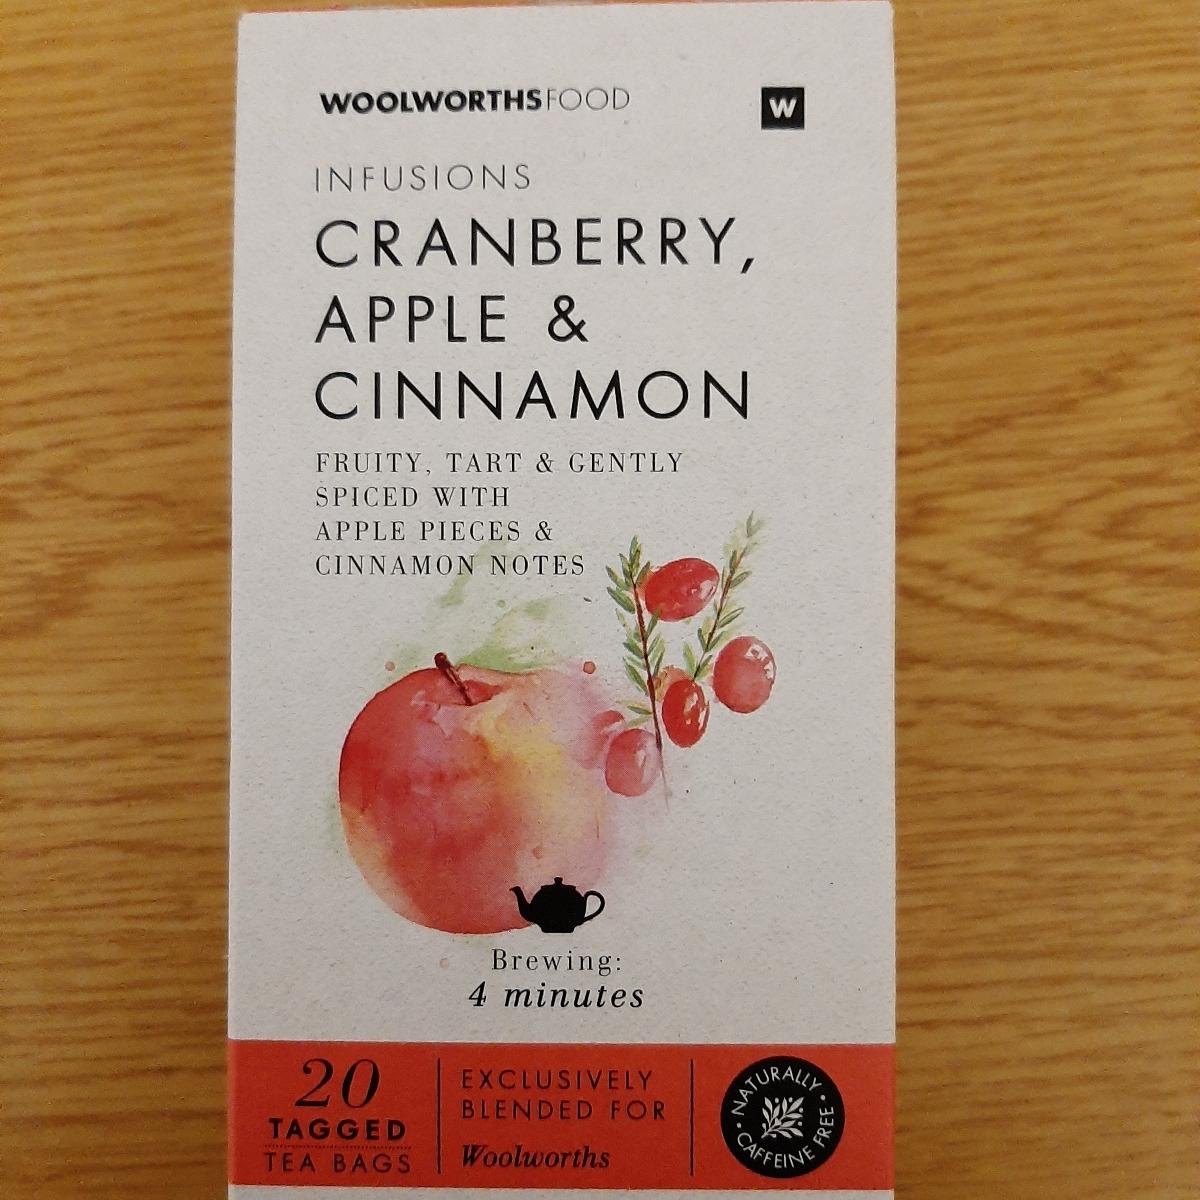 WOOLWORTHSFOOD
W
INFUSIONS
CRANBERRY,
APPLE &
CINNAMON
FRUITY, TART & GENTLY
SPICED WITH
APPLE PIECES &
CINNAMON NOTES
Brewing:
4 minutes
20
TAGGED
TEA BAGS
EXCLUSIVELY
BLENDED FOR
Woolworths
NATURALLY
CAFFEINE FREE